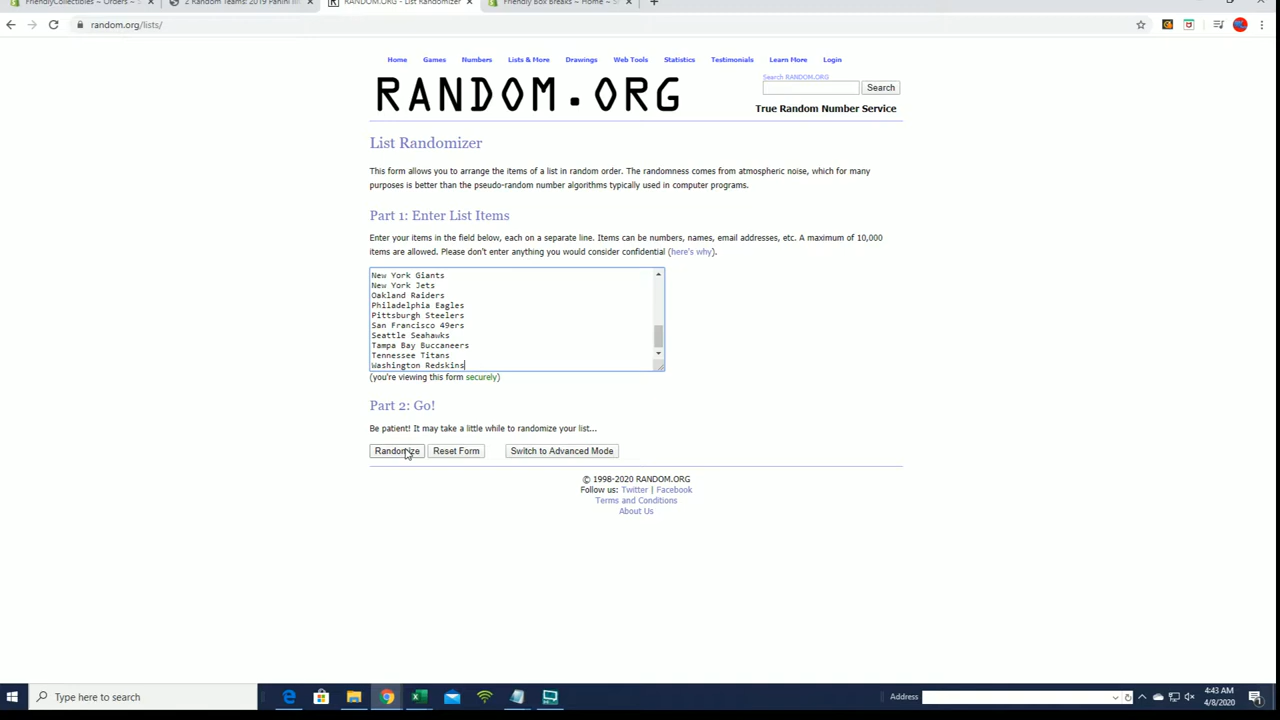 FriendlyCollectibles ~ Orders ~ S
2 Random Teams: 2019 Panini
RANDOM.ORG - List Randomizer
Friendly Box Breaks ~ Home ~ S
random.org/lists/
Home Games Numbers Lists & More Drawings Web Tools Statistics Testimonials Learn More Login
RANDOM.ORG
Search RANDOM.ORG
Search
True Random Number Service
List Randomizer
This form allows you to arrange the items of a list in random order. The randomness comes from atmospheric noise, which for many
purposes is better than the pseudo-random number algorithms typically used in computer programs.
Part 1: Enter List Items
Enter your items in the field below, each on a separate line. Items can be numbers, names, email addresses, etc. A maximum of 10,000
items are allowed. Please don't enter anything you would consider confidential (here's why).
New York Giants
New York Jets
Oakland Raiders
Philadelphia Eagles
Pittsburgh Steelers
San Francisco 49ers
Seattle Seahawks
Tampa Bay Buccaneers
Tennessee Titans
Washington Redskins
(you're viewing this form securely)
Part 2: Go!
Be patient! It may take a little while to randomize your list...
Randomize Reset Form Switch to Advanced Mode
© 1998-2020 RANDOM.ORG
Follow us: Twitter | Facebook
Terms and Conditions
About Us
Type here to search
Address
4:43 AM
4/8/2020